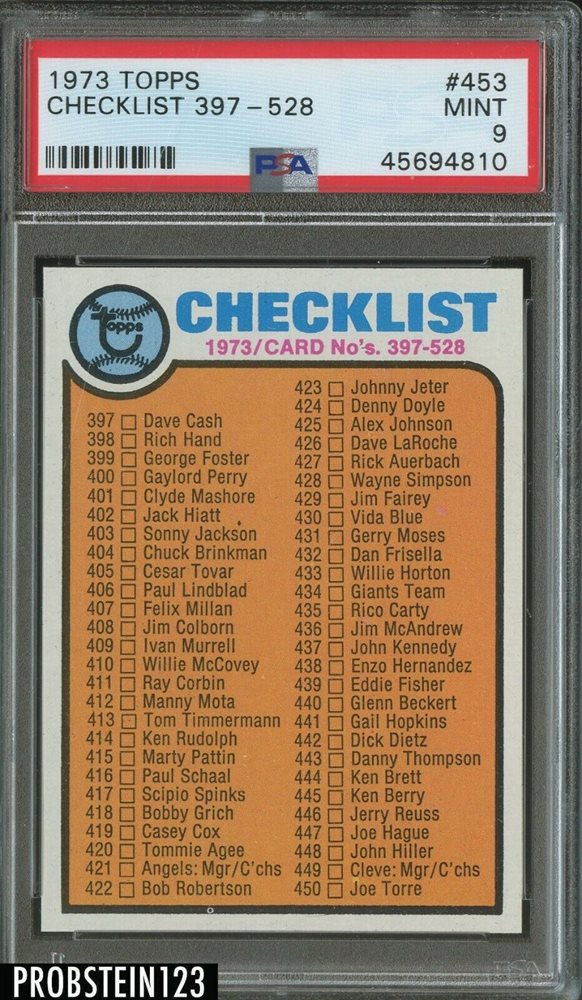 1973 TOPPS #453
CHECKLIST 397-528 MINT
9
PSA 45694810
topps
CHECKLIST
1973/CARD No's. 397-528
397 Dave Cash
398 Rich Hand
399 George Foster
400 Gaylord Perry
401 Clyde Mashore
402 Jack Hiatt
403 Sonny Jackson
404 Chuck Brinkman
405 Cesar Tovar
406 Paul Lindblad
407 Felix Millan
408 Jim Colborn
409 Ivan Murrell
410 Willie McCovey
411 Ray Corbin
412 Manny Mota
413 Tom Timmermann
414 Ken Rudolph
415 Marty Pattin
416 Paul Schaal
417 Scipio Spinks
418 Bobby Grich
419 Casey Cox
420 Tommie Agee
421 Angels: Mgr/C'chs
422 Bob Robertson
423 Johnny Jeter
424 Denny Doyle
425 Alex Johnson
426 Dave LaRoche
427 Rick Auerbach
428 Wayne Simpson
429 Jim Fairey
430 Vida Blue
431 Gerry Moses
432 Dan Frisella
433 Willie Horton
434 Giants Team
435 Rico Carty
436 Jim McAndrew
437 John Kennedy
438 Enzo Hernandez
439 Eddie Fisher
440 Glenn Beckert
441 Gail Hopkins
442 Dick Dietz
443 Danny Thompson
444 Ken Brett
445 Ken Berry
446 Jerry Reuss
447 Joe Hague
448 John Hiller
449 Cleve: Mgr/C'chs
450 Joe Torre
PROBSTEIN123